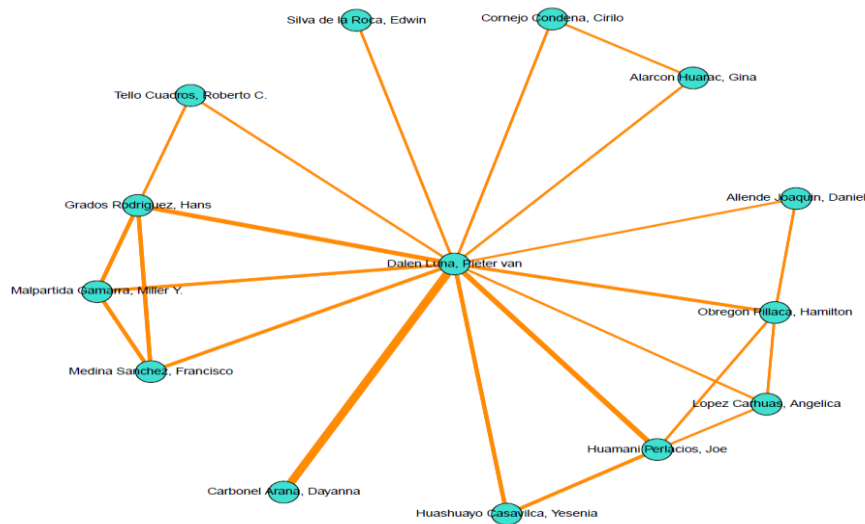 Silva de la Roca, Edwin
Cornejo Condena, Cirilo
Alarcon Huarac, Gina
Tello Cuadros, Roberto C.
Allende Joaquin, Daniel
Grados Rodriguez, Hans
Dalen Luna, Pieter van
Malpartida Gamarra, Miller Y.
Obregon Pillaca, Hamilton
Medina Sanchez, Francisco
Lopez Carhuas, Angelica
Huamani Perlacios, Joe
Carbonel Arana, Dayanna
Huashuayo Casavilca, Yesenia